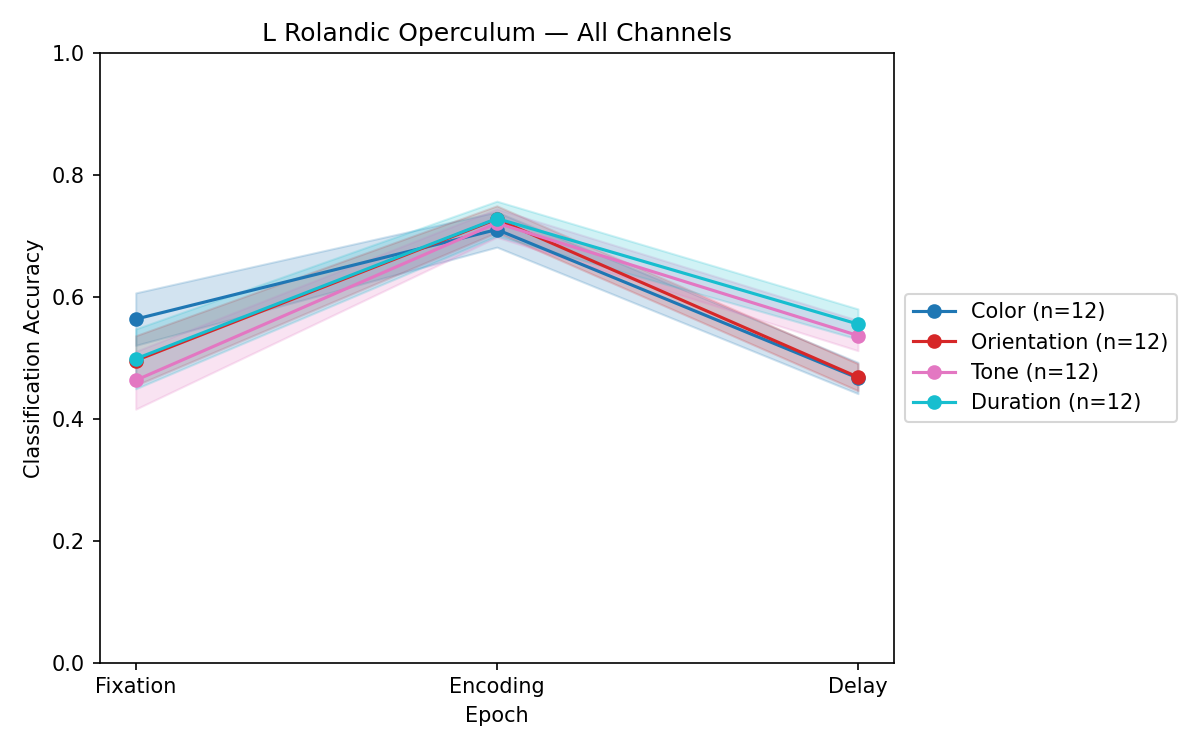 L Rolandic Operculum — All Channels
1.0
0.8
0.6
0.4
0.2
0.0
Classification Accuracy
Fixation
Encoding
Delay
Epoch
Color (n=12)
Orientation (n=12)
Tone (n=12)
Duration (n=12)